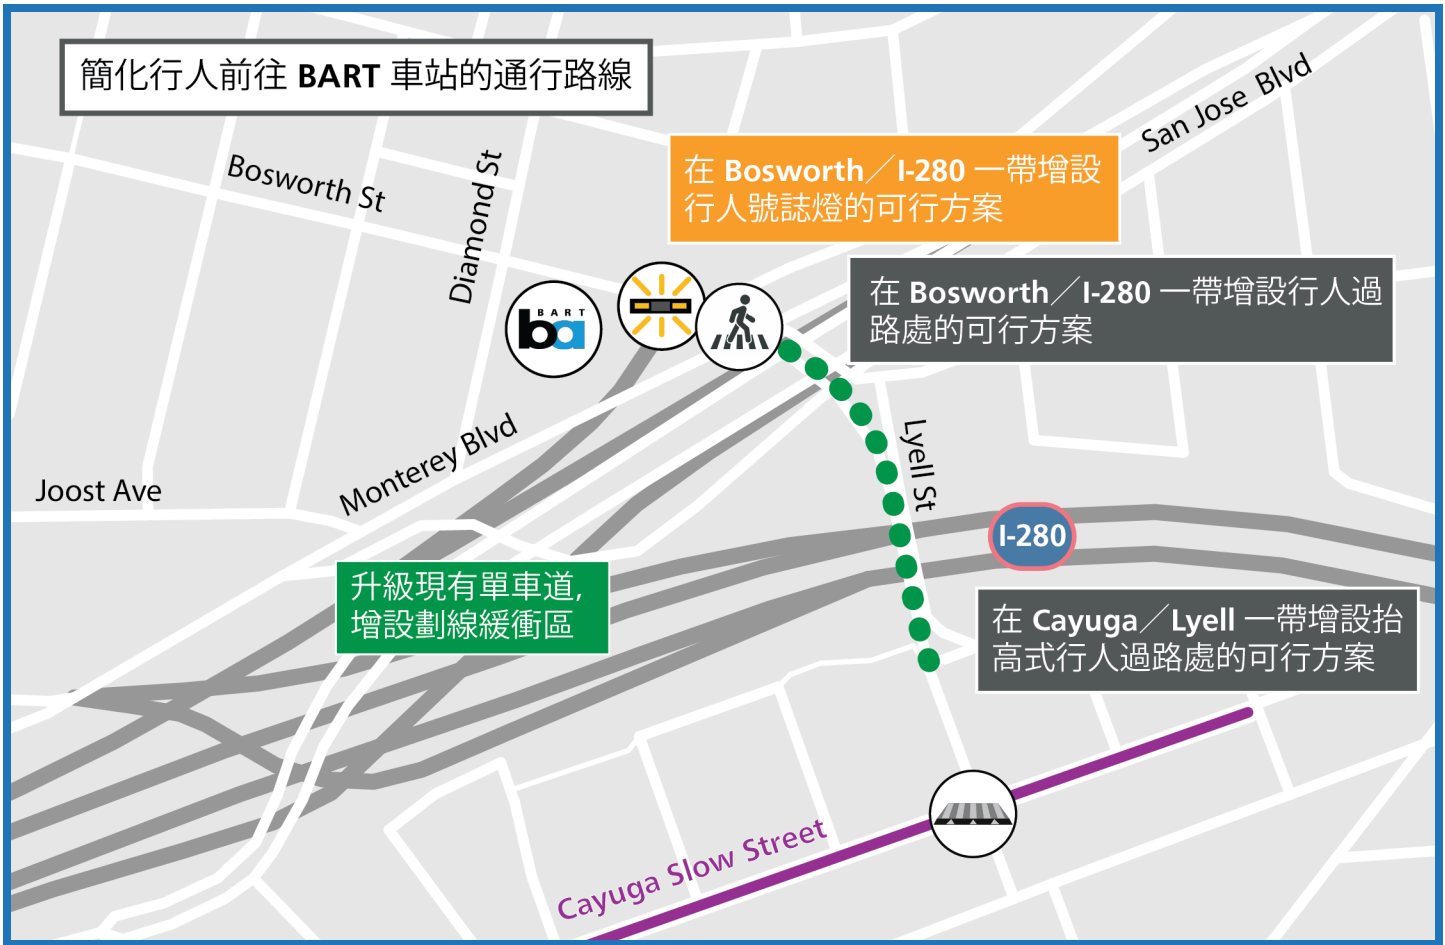 簡化行人前往 BART 車站的通行路線
San Jose Blvd
在 Bosworth／I-280 一帶增設
行人號誌燈的可行方案
Bosworth St
Diamond St
在 Bosworth／I-280 一帶增設行人過
路處的可行方案
BART
ba
Monterey Blvd
Lyell St
Joost Ave
I-280
升級現有單車道,
增設劃線緩衝區
在 Cayuga／Lyell 一帶增設抬
高式行人過路處的可行方案
Cayuga Slow Street